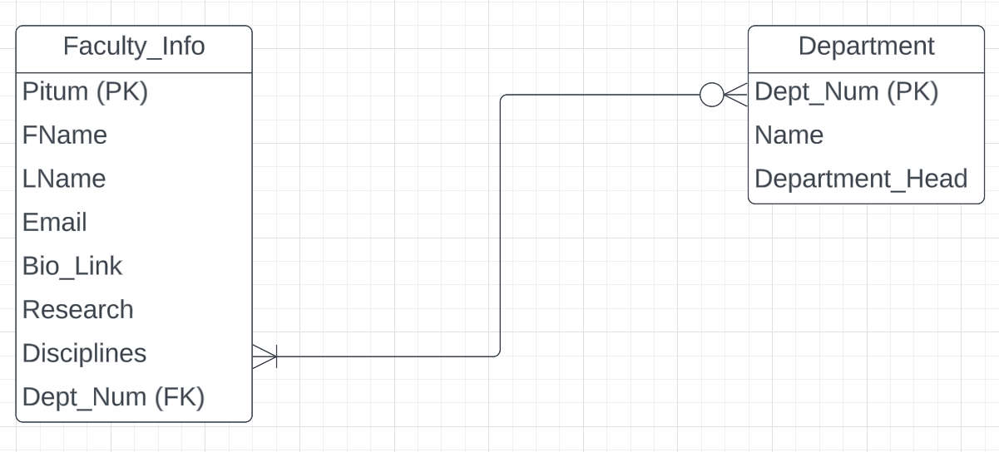 Faculty_Info
Pitum (PK)
FName
LName
Email
Bio_Link
Research
Disciplines
Dept_Num (FK)
Department
Dept_Num (PK)
Name
Department_Head